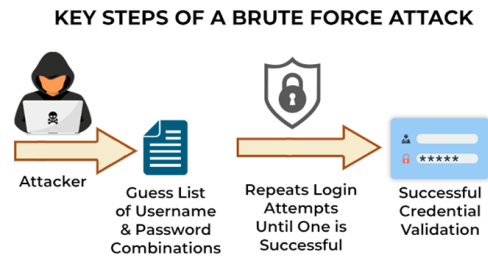 KEY STEPS OF A BRUTE FORCE ATTACK
Attacker
Guess List
of Username
& Password
Combinations
Repeats Login
Attempts
Until One is
Successful
*****
Successful
Credential
Validation